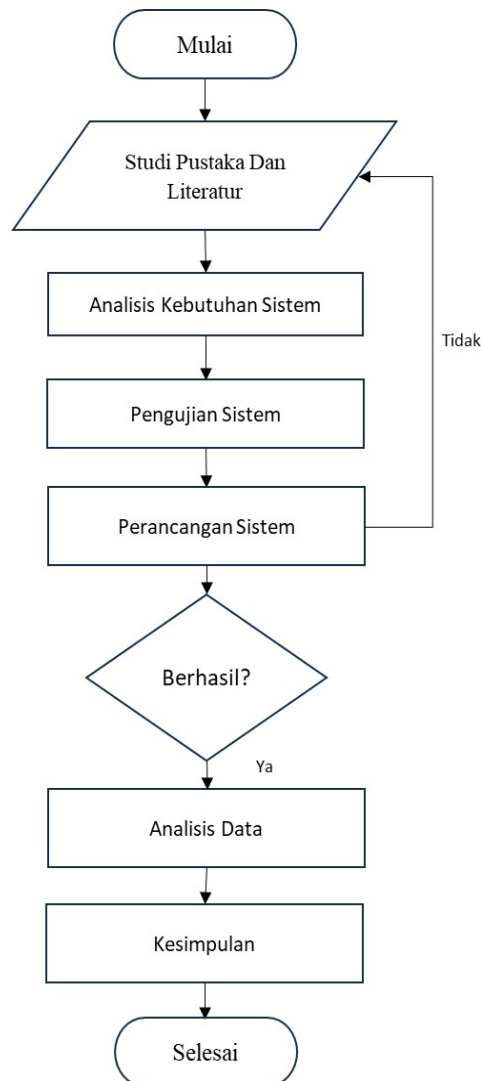 Mulai
Studi Pustaka Dan
Literatur
Analisis Kebutuhan Sistem
Tidak
Pengujian Sistem
Perancangan Sistem
Berhasil?
Ya
Analisis Data
Kesimpulan
Selesai